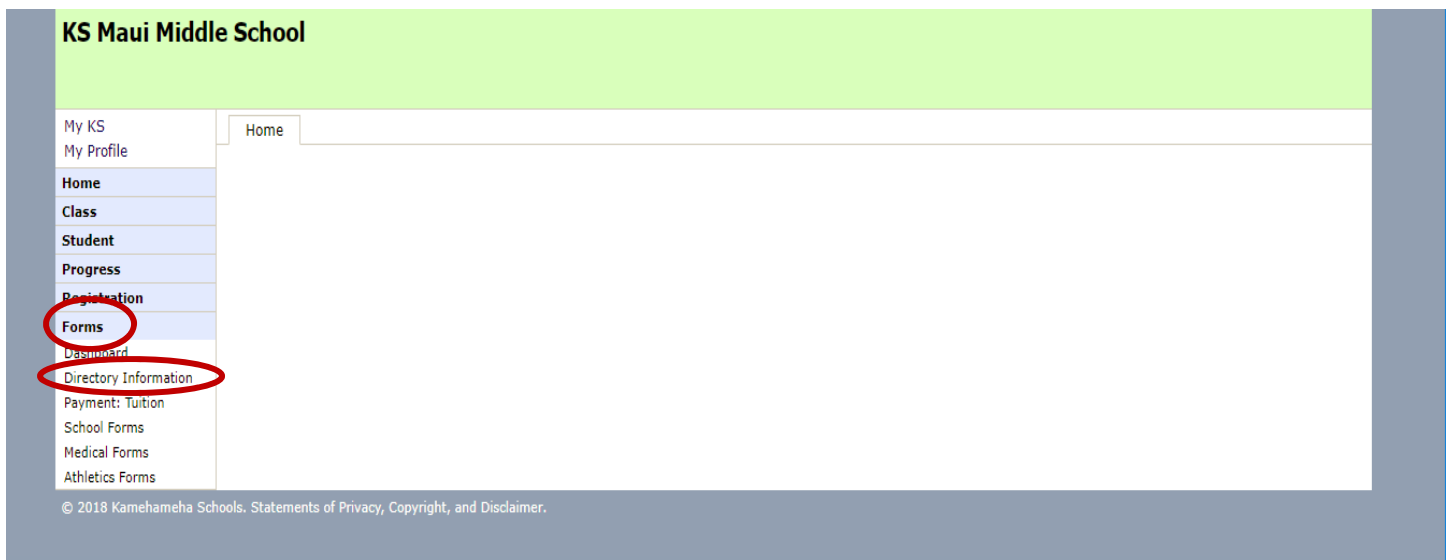 KS Maui Middle School
My KS
My Profile
Home
Home
Class
Student
Progress
Registration
Forms
Dashboard
Directory Information
Payment: Tuition
School Forms
Medical Forms
Athletics Forms
© 2018 Kamehameha Schools. Statements of Privacy, Copyright, and Disclaimer.